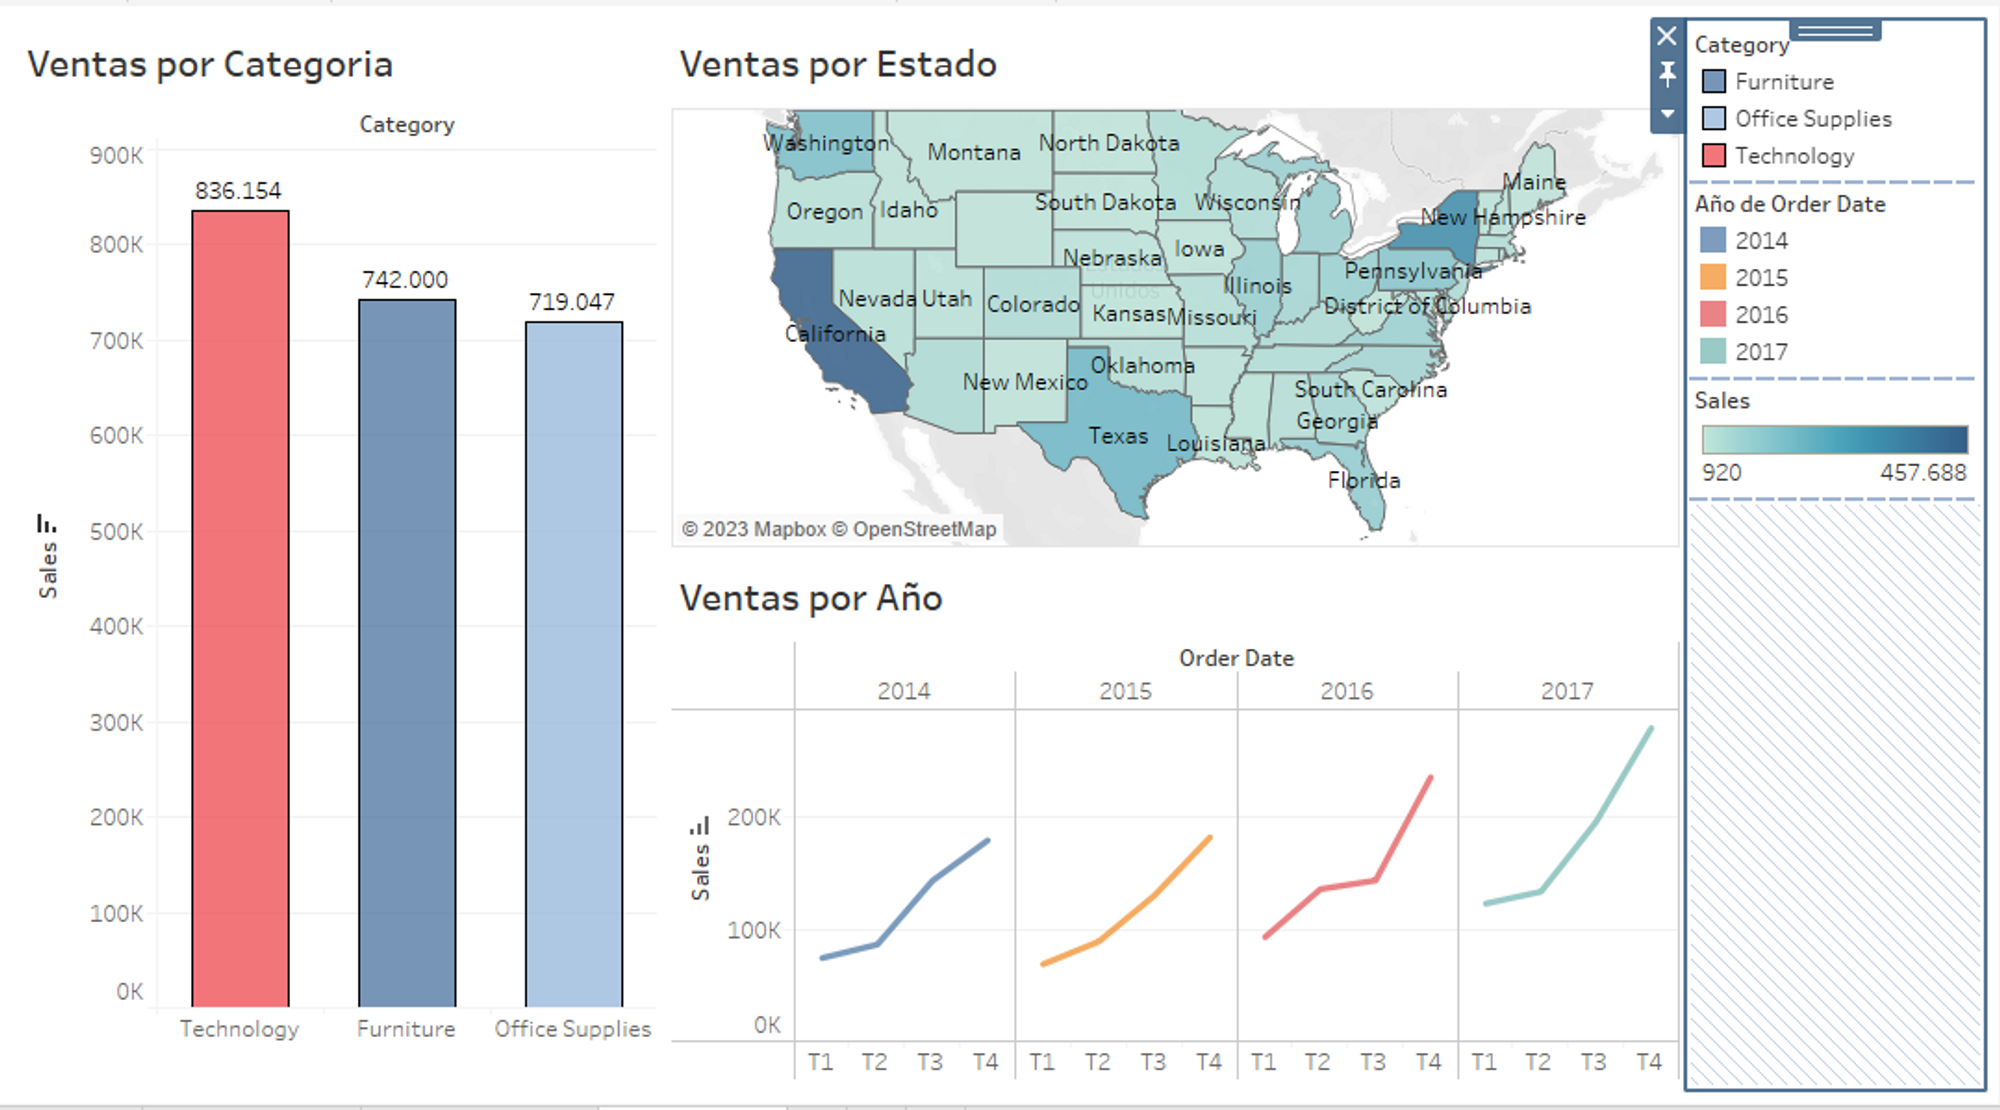 Ventas por Categoria
Category
900K
836.154
800K
742.000
719.047
700K
600K
500K
Sales
400K
300K
200K
100K
0K
Technology
Furniture
Office Supplies
Ventas por Estado
Washington
Montana
North Dakota
Maine
Oregon
Idaho
South Dakota
Wisconsin
New Hampshire
Iowa
Nebraska
Estados
Unidos
Pennsylvania
Illinois
Nevada
Utah
Colorado
Kansas
Missouri
District of Columbia
California
Oklahoma
New Mexico
South Carolina
Georgia
Texas
Louisiana
Florida
© 2023 Mapbox © OpenStreetMap
Ventas por Año
Order Date
2014
2015
2016
2017
200K
Sales
100K
0K
T1 T2 T3 T4
T1 T2 T3 T4
T1 T2 T3 T4
T1 T2 T3 T4
Category
Furniture
Office Supplies
Technology
Año de Order Date
2014
2015
2016
2017
Sales
920
457.688